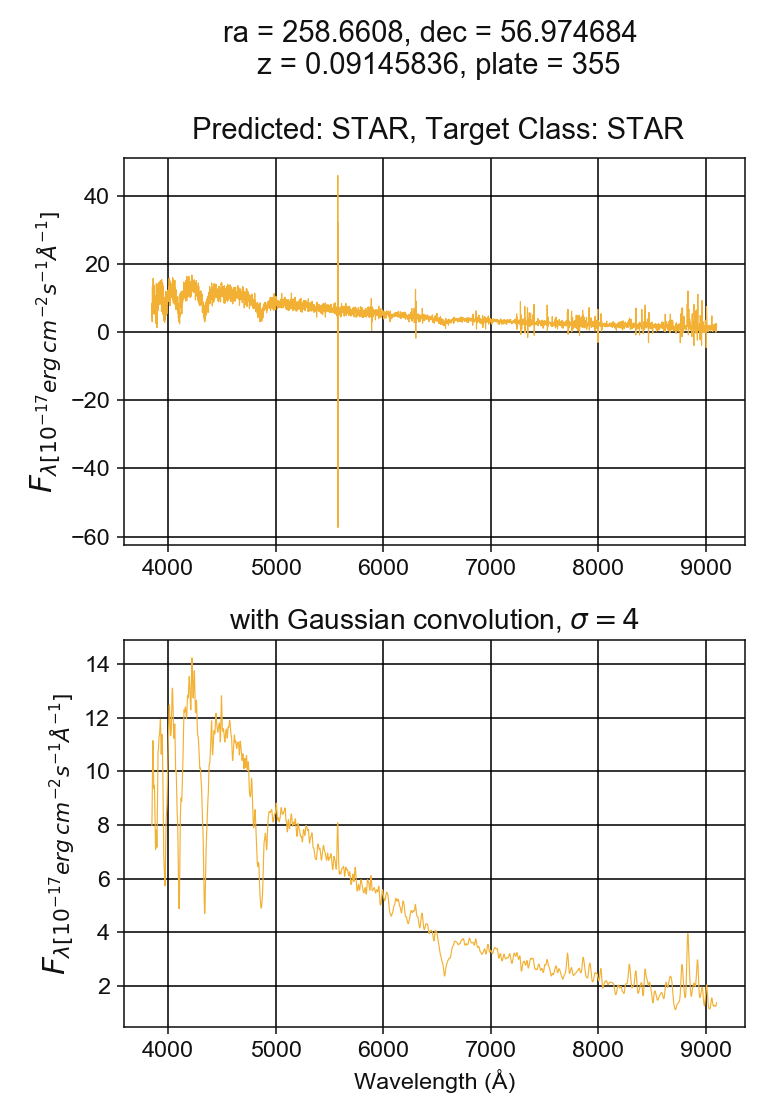 ra = 258.6608, dec = 56.974684
z = 0.09145836, plate = 355
Predicted: STAR, Target Class: STAR
40
20
0
−20
−40
−60
F_λ[10^{−17} erg cm^{−2} s^{−1} Å^{−1}]
4000 5000 6000 7000 8000 9000
with Gaussian convolution, σ = 4
14
12
10
8
6
4
2
F_λ[10^{−17} erg cm^{−2} s^{−1} Å^{−1}]
4000 5000 6000 7000 8000 9000
Wavelength (Å)